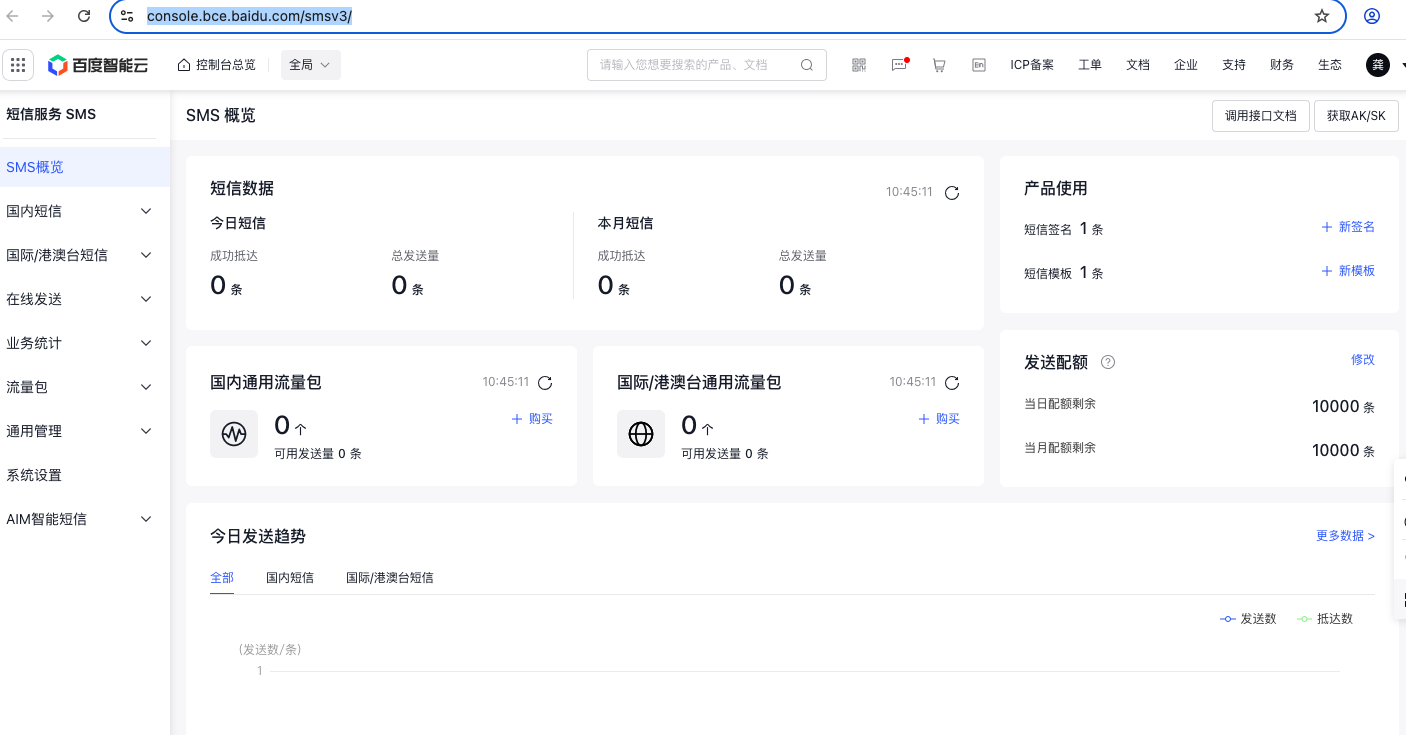 console.bce.baidu.com/smsv3/
百度智能云
控制台总览
全局
请输入您想要搜索的产品、文档
En
ICP备案
工单
文档
企业
支持
财务
生态
龚
短信服务 SMS
SMS概览
国内短信
国际/港澳台短信
在线发送
业务统计
流量包
通用管理
系统设置
AIM智能短信
SMS 概览
调用接口文档
获取AK/SK
短信数据
10:45:11
今日短信
成功抵达
总发送量
0 条
0 条
本月短信
成功抵达
总发送量
0 条
0 条
产品使用
短信签名 1 条
+ 新签名
短信模板 1 条
+ 新模板
国内通用流量包
10:45:11
0 个
+ 购买
可用发送量 0 条
国际/港澳台通用流量包
10:45:11
0 个
+ 购买
可用发送量 0 条
发送配额
修改
当日配额剩余
10000 条
当月配额剩余
10000 条
今日发送趋势
更多数据 >
全部
国内短信
国际/港澳台短信
发送数
抵达数
(发送数/条)
1